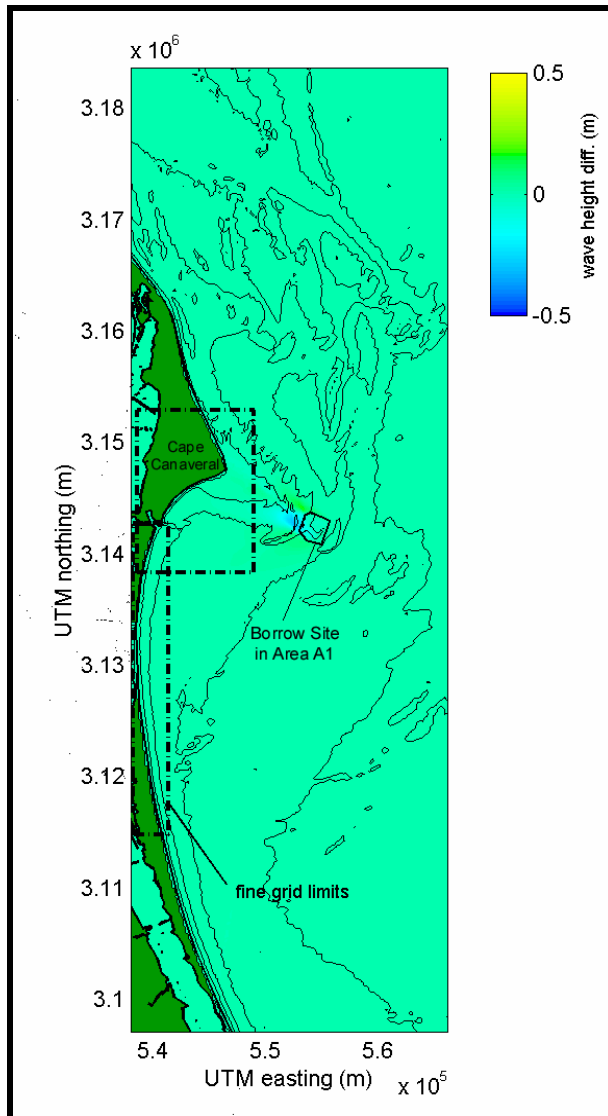 x 10^6
3.18
3.17
3.16
3.15
3.14
3.13
3.12
3.11
3.1
UTM northing (m)
Cape
Canaveral
Borrow Site
in Area A1
fine grid limits
5.4
5.5
5.6
UTM easting (m)
x 10^5
0.5
0
-0.5
wave height diff. (m)